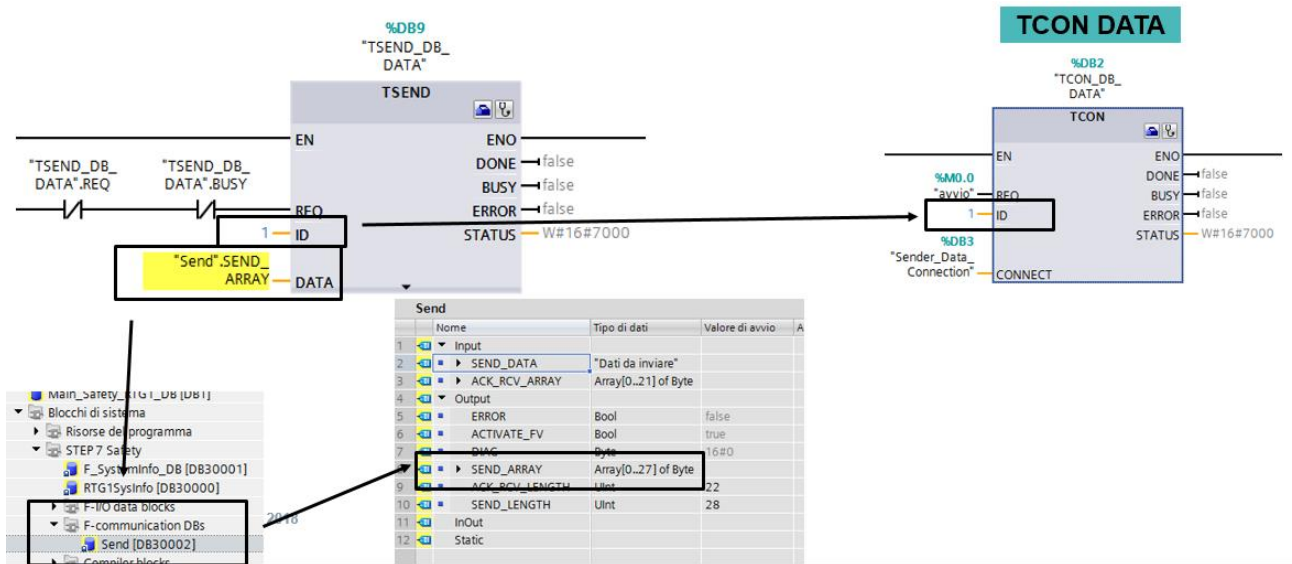 TCON DATA
%DB9
"TSEND_DB_
DATA"
TSEND
EN
ENO
"TSEND_DB_
DATA".REQ
"TSEND_DB_
DATA".BUSY
DONE
false
BUSY
false
REQ
ERROR
false
1
ID
STATUS
W#16#7000
"Send".SEND_
ARRAY
DATA
%DB2
"TCON_DB_
DATA"
TCON
EN
ENO
%M0.0
"avvio"
REQ
DONE
false
BUSY
false
1
ID
ERROR
false
STATUS
W#16#7000
%DB3
"Sender_Data_
Connection"
CONNECT
Send
Nome Tipo di dati Valore di avvio A
1 Input
2 SEND_DATA "Dati da inviare"
3 ACK_RCV_ARRAY Array[0..21] of Byte
4 Output
5 ERROR Bool false
6 ACTIVATE_FV Bool true
7 DIAG Byte 16#0
SEND_ARRAY Array[0..27] of Byte
9 ACK_RCV_LENGTH UInt 22
10 SEND_LENGTH UInt 28
11 InOut
12 Static
Main_Safety_RTG1_DB [DB1]
Blocchi di sistema
Risorse del programma
STEP 7 Safety
F_SystemInfo_DB [DB30001]
RTG1SysInfo [DB30000]
F-I/O data blocks
F-communication DBs
Send [DB30002]
Compiler blocks
2018